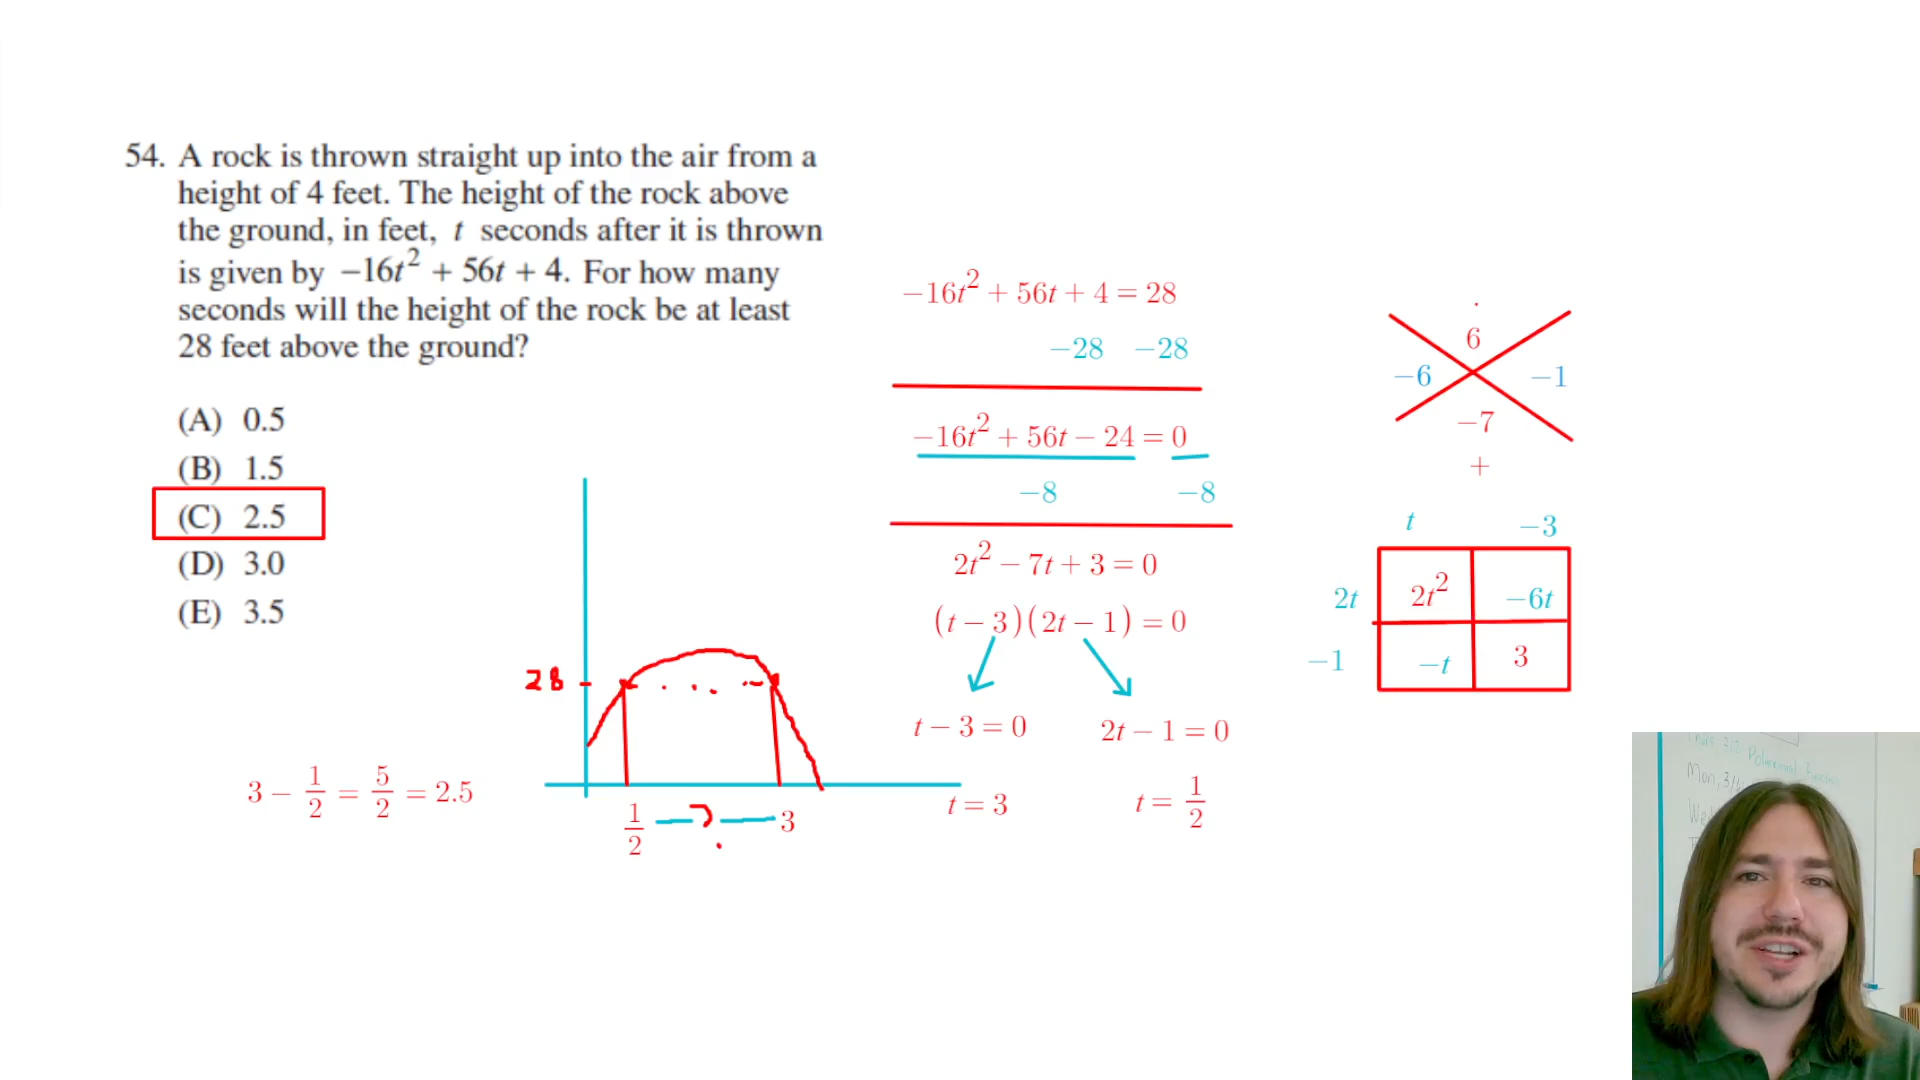 54. A rock is thrown straight up into the air from a
height of 4 feet. The height of the rock above
the ground, in feet, t seconds after it is thrown
is given by −16t² + 56t + 4. For how many
seconds will the height of the rock be at least
28 feet above the ground?
(A) 0.5
(B) 1.5
(C) 2.5
(D) 3.0
(E) 3.5
3 − 1/2 = 5/2 = 2.5
28
1/2 ? 3
−16t² + 56t + 4 = 28
−28 −28
−16t² + 56t − 24 = 0
−8 −8
2t² − 7t + 3 = 0
(t − 3)(2t − 1) = 0
t − 3 = 0 2t − 1 = 0
t = 3 t = 1/2
·
6
−6 −1
−7
+
t −3
2t 2t² −6t
−1 −t 3
Mon, 3/